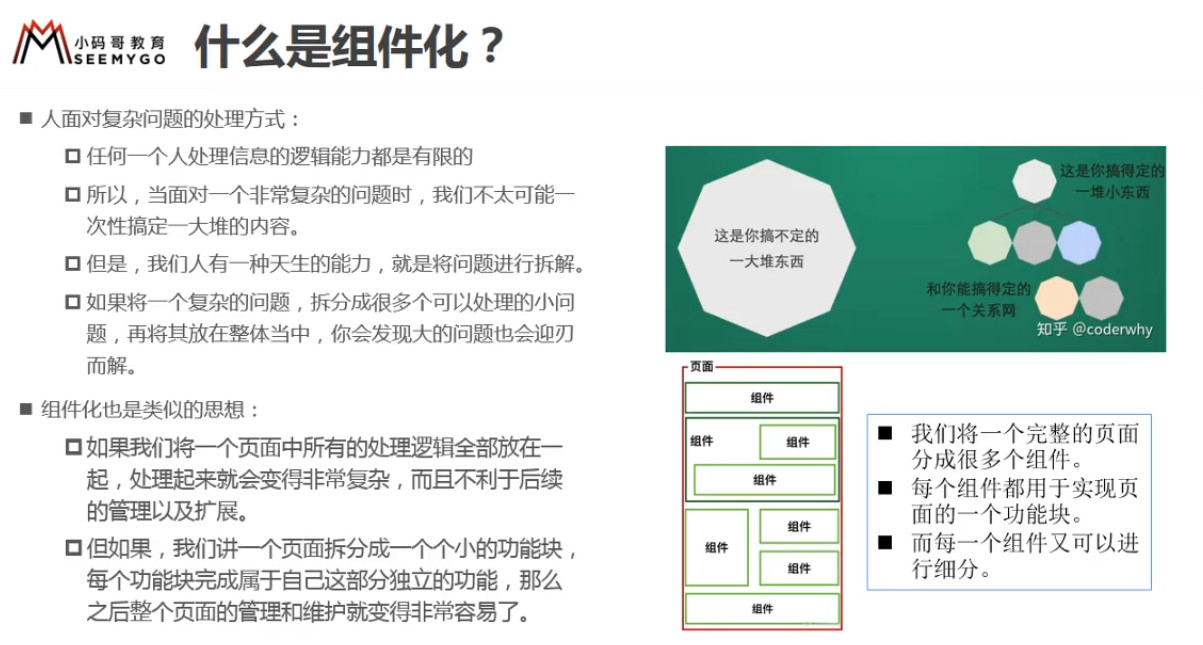 小码哥教育
SEEMYGO
什么是组件化？
■ 人面对复杂问题的处理方式：
任何一个人处理信息的逻辑能力都是有限的
所以，当面对一个非常复杂的问题时，我们不太可能一
次性搞定一大堆的内容。
但是，我们人有一种天生的能力，就是将问题进行拆解。
如果将一个复杂的问题，拆分成很多个可以处理的小问
题，再将其放在整体当中，你会发现大的问题也会迎刃
而解。
■ 组件化也是类似的思想：
如果我们将一个页面中所有的处理逻辑全部放在一
起，处理起来就会变得非常复杂，而且不利于后续
的管理以及扩展。
但如果，我们讲一个页面拆分成一个个小的功能块，
每个功能块完成属于自己这部分独立的功能，那么
之后整个页面的管理和维护就变得非常容易了。
这是你搞不定的
一大堆东西
这是你搞得定的
一堆小东西
和你能搞得定的
一个关系网
知乎 @coderwhy
页面
组件
组件
组件
组件
组件
组件
组件
组件
■ 我们将一个完整的页面
分成很多个组件。
■ 每个组件都用于实现页
面的一个功能块。
■ 而每一个组件又可以进
行细分。